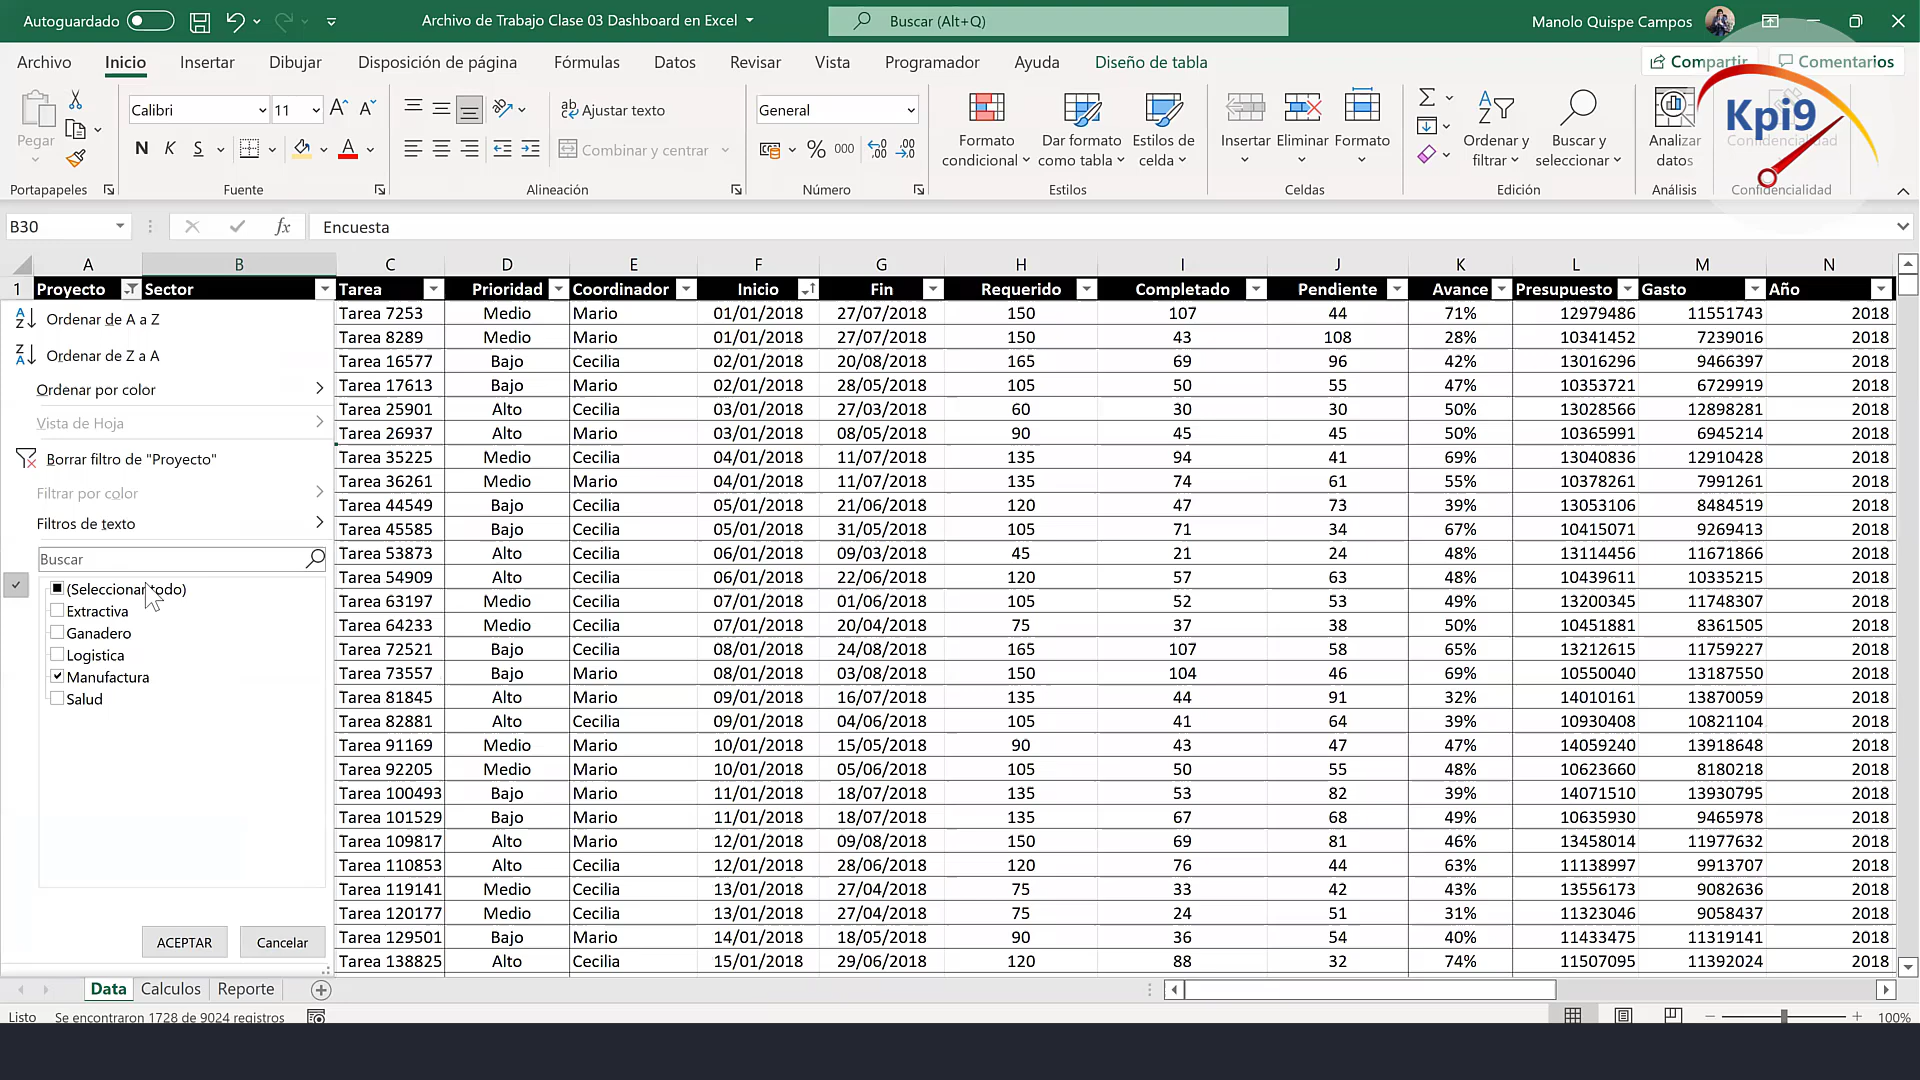 Autoguardado
Archivo de Trabajo Clase 03 Dashboard en Excel
Buscar (Alt+Q)
Manolo Quispe Campos
Archivo Inicio Insertar Dibujar Disposición de página Fórmulas Datos Revisar Vista Programador Ayuda Diseño de tabla
Compartir Comentarios
Kpi9
Pegar
Calibri 11
N K S
Ajustar texto
Combinar y centrar
General
% 000
Formato condicional
Dar formato como tabla
Estilos de celda
Insertar Eliminar Formato
Ordenar y filtrar
Buscar y seleccionar
Analizar datos
Confidencialidad
Portapapeles Fuente Alineación Número Estilos Celdas Edición Análisis Confidencialidad
B30 fx Encuesta
A B C D E F G H I J K L M N
1 Proyecto Sector Tarea Prioridad Coordinador Inicio Fin Requerido Completado Pendiente Avance Presupuesto Gasto Año
Ordenar de A a Z
Ordenar de Z a A
Ordenar por color
Vista de Hoja
Borrar filtro de "Proyecto"
Filtrar por color
Filtros de texto
Buscar
(Seleccionar todo)
Extractiva
Ganadero
Logistica
Manufactura
Salud
ACEPTAR Cancelar
Tarea 7253 Medio Mario 01/01/2018 27/07/2018 150 107 44 71% 12979486 11551743 2018
Tarea 8289 Medio Mario 01/01/2018 27/07/2018 150 43 108 28% 10341452 7239016 2018
Tarea 16577 Bajo Cecilia 02/01/2018 20/08/2018 165 69 96 42% 13016296 9466397 2018
Tarea 17613 Bajo Mario 02/01/2018 28/05/2018 105 50 55 47% 10353721 6729919 2018
Tarea 25901 Alto Cecilia 03/01/2018 27/03/2018 60 30 30 50% 13028566 12898281 2018
Tarea 26937 Alto Mario 03/01/2018 08/05/2018 90 45 45 50% 10365991 6945214 2018
Tarea 35225 Medio Cecilia 04/01/2018 11/07/2018 135 94 41 69% 13040836 12910428 2018
Tarea 36261 Medio Mario 04/01/2018 11/07/2018 135 74 61 55% 10378261 7991261 2018
Tarea 44549 Bajo Cecilia 05/01/2018 21/06/2018 120 47 73 39% 13053106 8484519 2018
Tarea 45585 Bajo Cecilia 05/01/2018 31/05/2018 105 71 34 67% 10415071 9269413 2018
Tarea 53873 Alto Cecilia 06/01/2018 09/03/2018 45 21 24 48% 13114456 11671866 2018
Tarea 54909 Alto Cecilia 06/01/2018 22/06/2018 120 57 63 48% 10439611 10335215 2018
Tarea 63197 Medio Cecilia 07/01/2018 01/06/2018 105 52 53 49% 13200345 11748307 2018
Tarea 64233 Medio Cecilia 07/01/2018 20/04/2018 75 37 38 50% 10451881 8361505 2018
Tarea 72521 Bajo Cecilia 08/01/2018 24/08/2018 165 107 58 65% 13212615 11759227 2018
Tarea 73557 Bajo Mario 08/01/2018 03/08/2018 150 104 46 69% 10550040 13187550 2018
Tarea 81845 Alto Mario 09/01/2018 16/07/2018 135 44 91 32% 14010161 13870059 2018
Tarea 82881 Alto Cecilia 09/01/2018 04/06/2018 105 41 64 39% 10930408 10821104 2018
Tarea 91169 Medio Mario 10/01/2018 15/05/2018 90 43 47 47% 14059240 13918648 2018
Tarea 92205 Medio Mario 10/01/2018 05/06/2018 105 50 55 48% 10623660 8180218 2018
Tarea 100493 Bajo Mario 11/01/2018 18/07/2018 135 53 82 39% 14071510 13930795 2018
Tarea 101529 Bajo Mario 11/01/2018 18/07/2018 135 67 68 49% 10635930 9465978 2018
Tarea 109817 Alto Mario 12/01/2018 09/08/2018 150 69 81 46% 13458014 11977632 2018
Tarea 110853 Alto Cecilia 12/01/2018 28/06/2018 120 76 44 63% 11138997 9913707 2018
Tarea 119141 Medio Cecilia 13/01/2018 27/04/2018 75 33 42 43% 13556173 9082636 2018
Tarea 120177 Medio Cecilia 13/01/2018 27/04/2018 75 24 51 31% 11323046 9058437 2018
Tarea 129501 Bajo Mario 14/01/2018 18/05/2018 90 36 54 40% 11433475 11319141 2018
Tarea 138825 Alto Cecilia 15/01/2018 29/06/2018 120 88 32 74% 11507095 11392024 2018
Data Calculos Reporte
Listo Se encontraron 1728 de 9024 registros
100%